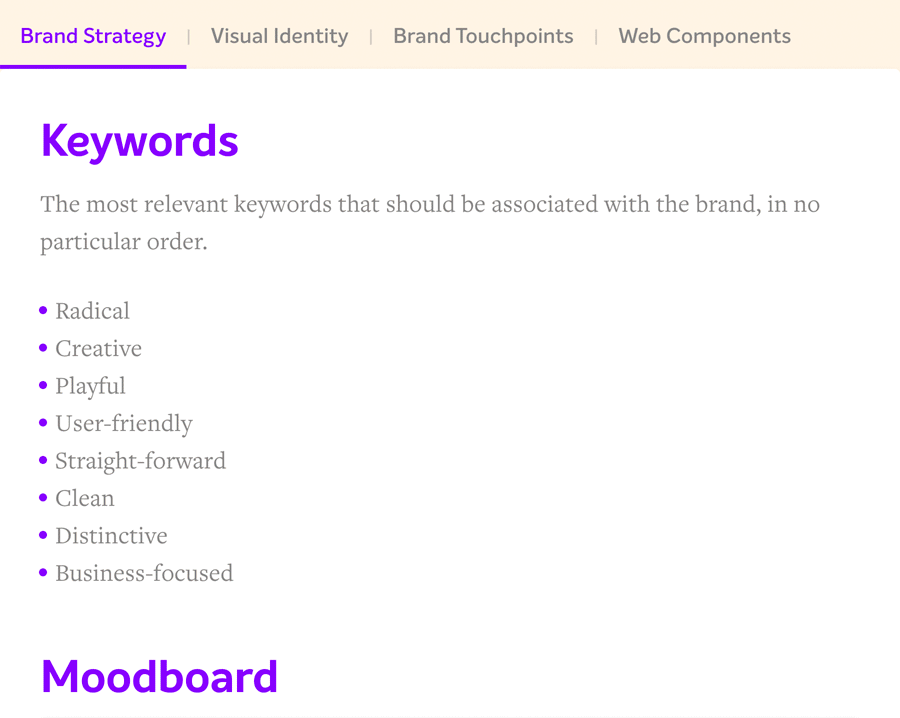 Brand Strategy | Visual Identity | Brand Touchpoints | Web Components
Keywords
The most relevant keywords that should be associated with the brand, in no
particular order.
• Radical
• Creative
• Playful
• User-friendly
• Straight-forward
• Clean
• Distinctive
• Business-focused
Moodboard